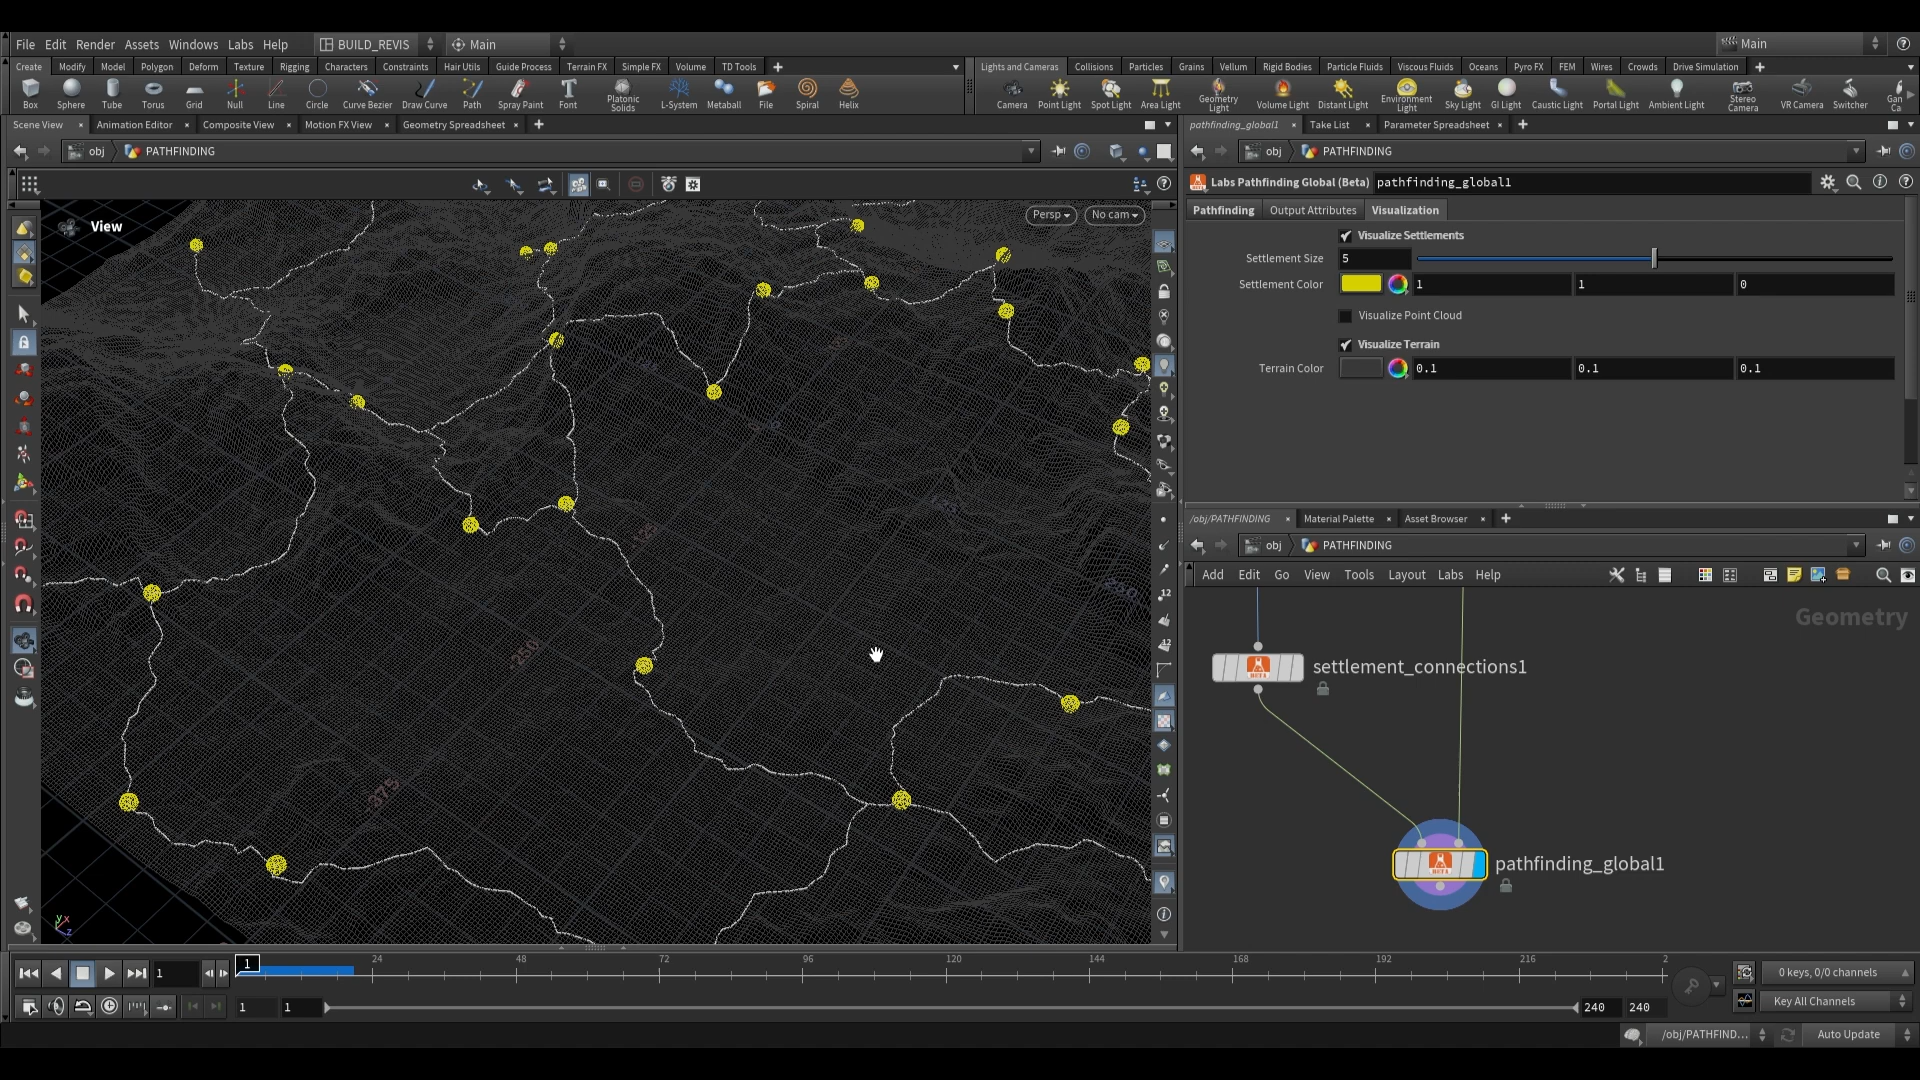 File Edit Render Assets Windows Labs Help BUILD_REVIS Main Main
Create Modify Model Polygon Deform Texture Rigging Characters Constraints Hair Utils Guide Process Terrain FX Simple FX Volume TD Tools
Lights and Cameras Collisions Particles Grains Vellum Rigid Bodies Particle Fluids Viscous Fluids Oceans Pyro FX FEM Wires Crowds Drive Simulation
Box Sphere Tube Torus Grid Null Line Circle Curve Bezier Draw Curve Path Spray Paint Font Platonic Solids L-System Metaball File Spiral Helix
Camera Point Light Spot Light Area Light Geometry Light Volume Light Distant Light Environment Light Sky Light GI Light Caustic Light Portal Light Ambient Light Stereo Camera VR Camera Switcher Gan Ca
Scene View Animation Editor Composite View Motion FX View Geometry Spreadsheet
pathfinding_global1 Take List Parameter Spreadsheet
obj PATHFINDING
obj PATHFINDING
Labs Pathfinding Global (Beta) pathfinding_global1
Pathfinding Output Attributes Visualization
View
Persp No cam
Visualize Settlements
Settlement Size 5
Settlement Color 1 1 0
Visualize Point Cloud
Visualize Terrain
Terrain Color 0.1 0.1 0.1
125
-250
-375
/obj/PATHFINDING Material Palette Asset Browser
obj PATHFINDING
Add Edit Go View Tools Layout Labs Help
Geometry
settlement_connections1
pathfinding_global1
12
12
1 1 24 48 72 96 120 144 168 192 216 2
0 keys, 0/0 channels
1 1 240 240
Key All Channels
/obj/PATHFIND... Auto Update